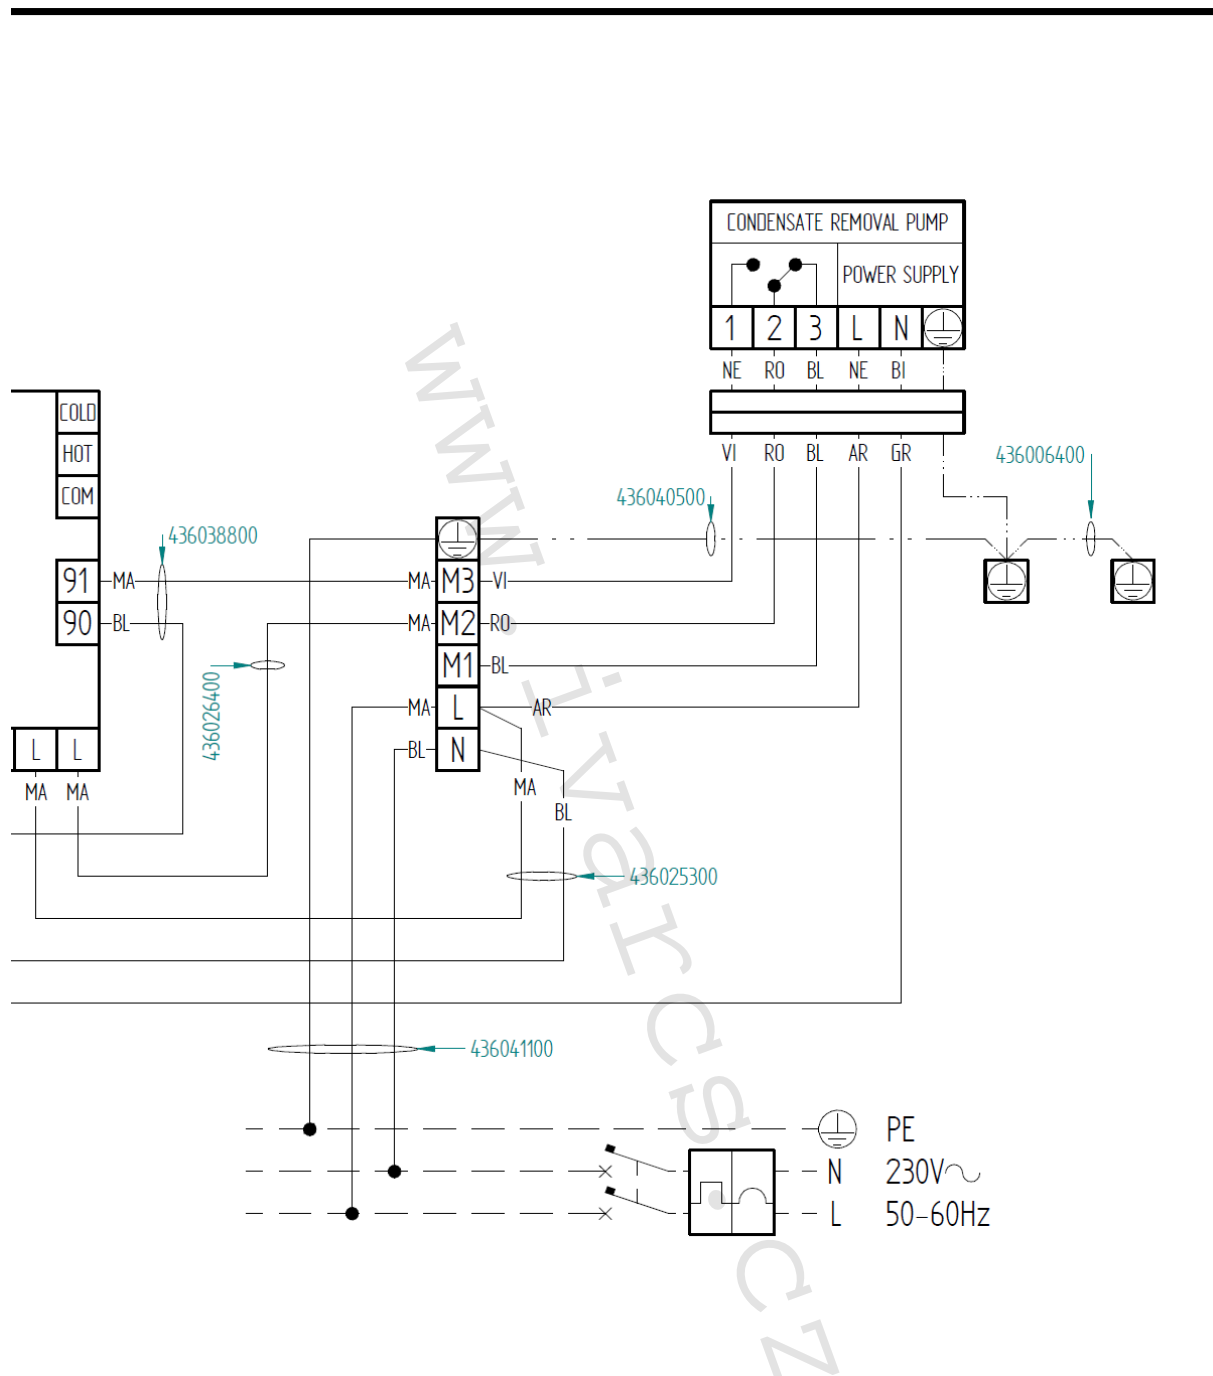 CONDENSATE REMOVAL PUMP
POWER SUPPLY
1 2 3 L N
NE RO BL NE BI
VI RO BL AR GR
436006400
436040500
436038800
COLD
HOT
COM
91 MA MA M3 VI
90 BL MA M2 RO
M1 BL
436026400
MA L AR
L L BL N
MA MA MA
BL
436025300
436041100
PE
N 230V
L 50-60Hz
www.ivarcs.cz